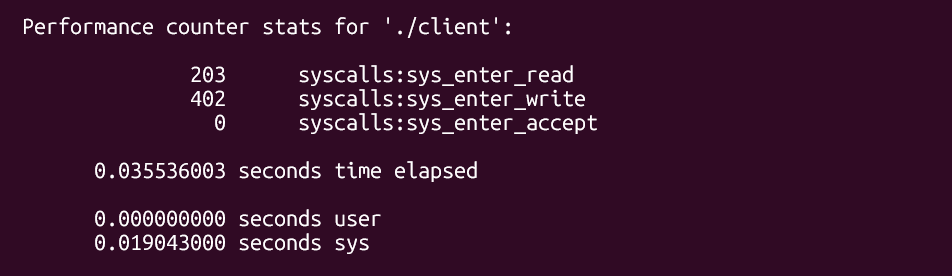 Performance counter stats for './client':
203 syscalls:sys_enter_read
402 syscalls:sys_enter_write
0 syscalls:sys_enter_accept
0.035536003 seconds time elapsed
0.000000000 seconds user
0.019043000 seconds sys